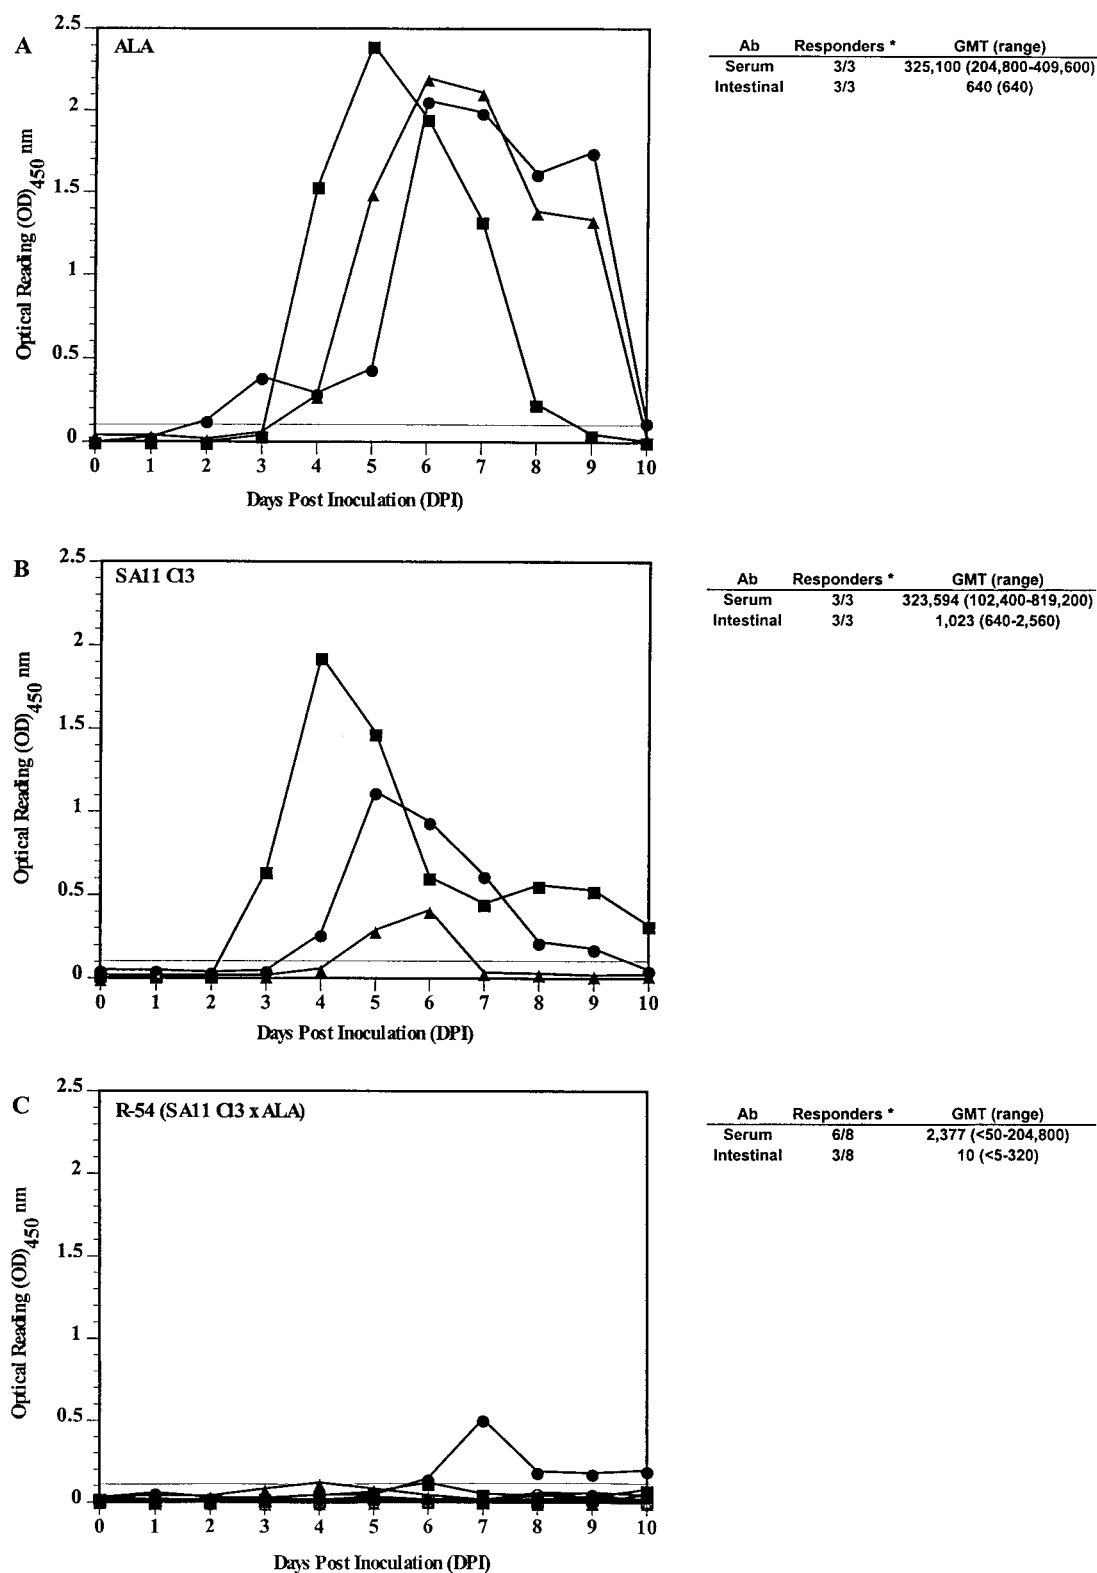 A
ALA
2.5
2
1.5
1
0.5
0
Optical Reading (OD)450 nm
0 1 2 3 4 5 6 7 8 9 10
Days Post Inoculation (DPI)
Ab Responders * GMT (range)
Serum 3/3 325,100 (204,800-409,600)
Intestinal 3/3 640 (640)
B
SA11 Cl3
2.5
2
1.5
1
0.5
0
Optical Reading (OD)450 nm
0 1 2 3 4 5 6 7 8 9 10
Days Post Inoculation (DPI)
Ab Responders * GMT (range)
Serum 3/3 323,594 (102,400-819,200)
Intestinal 3/3 1,023 (640-2,560)
C
R-54 (SA11 Cl3 x ALA)
2.5
2
1.5
1
0.5
0
Optical Reading (OD)450 nm
0 1 2 3 4 5 6 7 8 9 10
Days Post Inoculation (DPI)
Ab Responders * GMT (range)
Serum 6/8 2,377 (<50-204,800)
Intestinal 3/8 10 (<5-320)